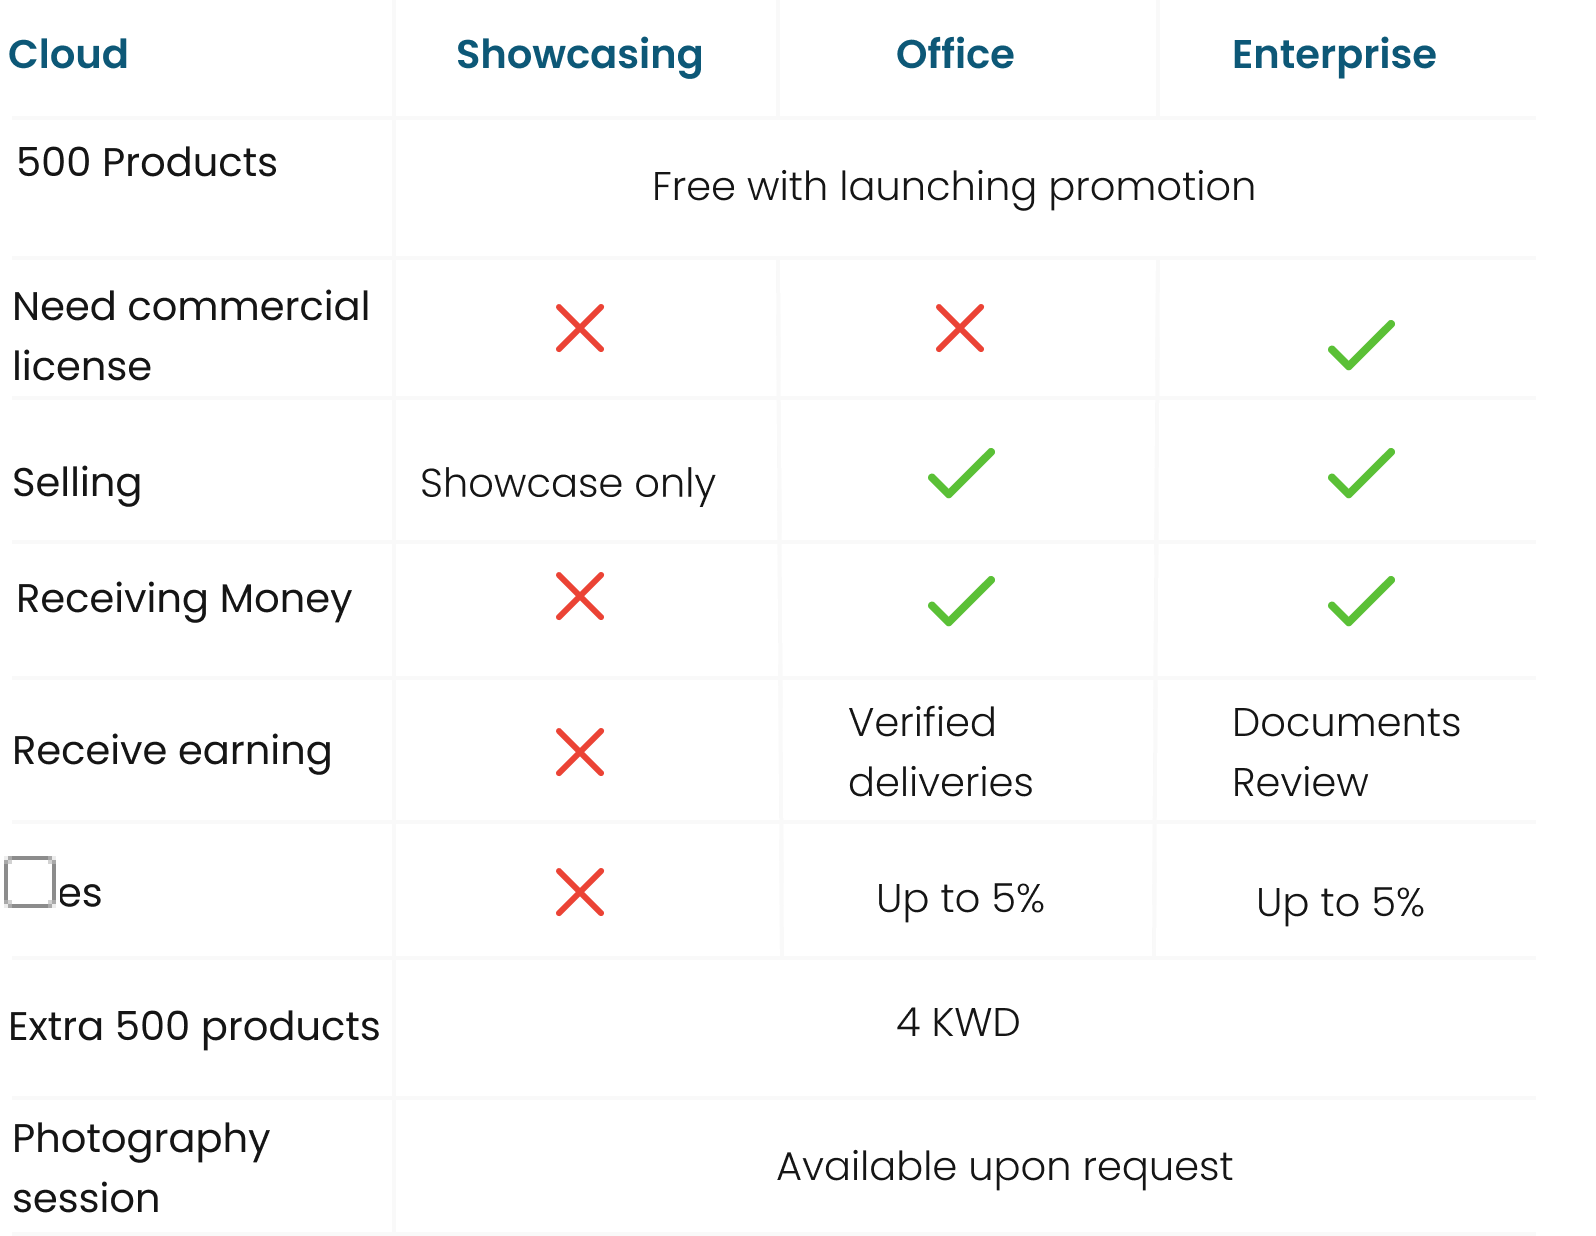 Cloud Showcasing Office Enterprise
500 Products
Free with launching promotion
Need commercial
license
Selling Showcase only
Receiving Money
Receive earning
Verified
deliveries
Documents
Review
Up to 5% Up to 5%
Extra 500 products 4 KWD
Photography
session
Available upon request